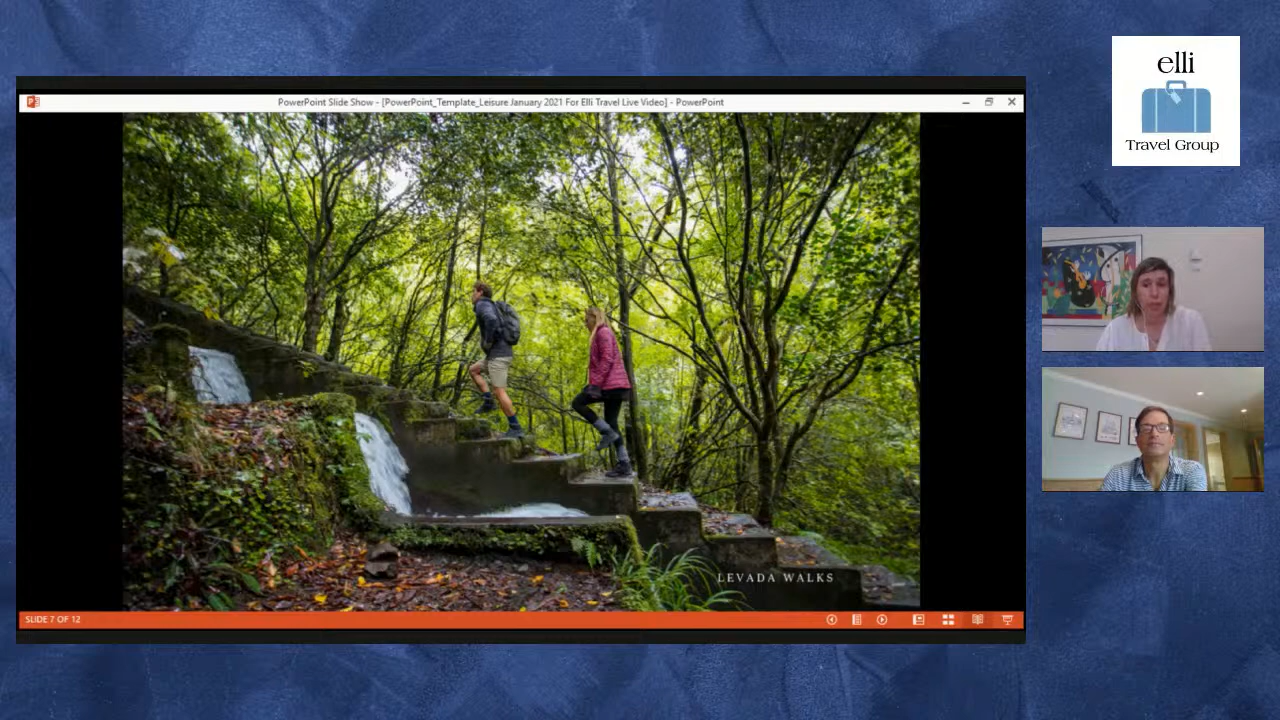 elli
Travel Group
PowerPoint Slide Show - [PowerPoint_Template_Leisure January 2021 For Elli Travel Live Video] - PowerPoint
LEVADA WALKS
SLIDE 7 OF 12